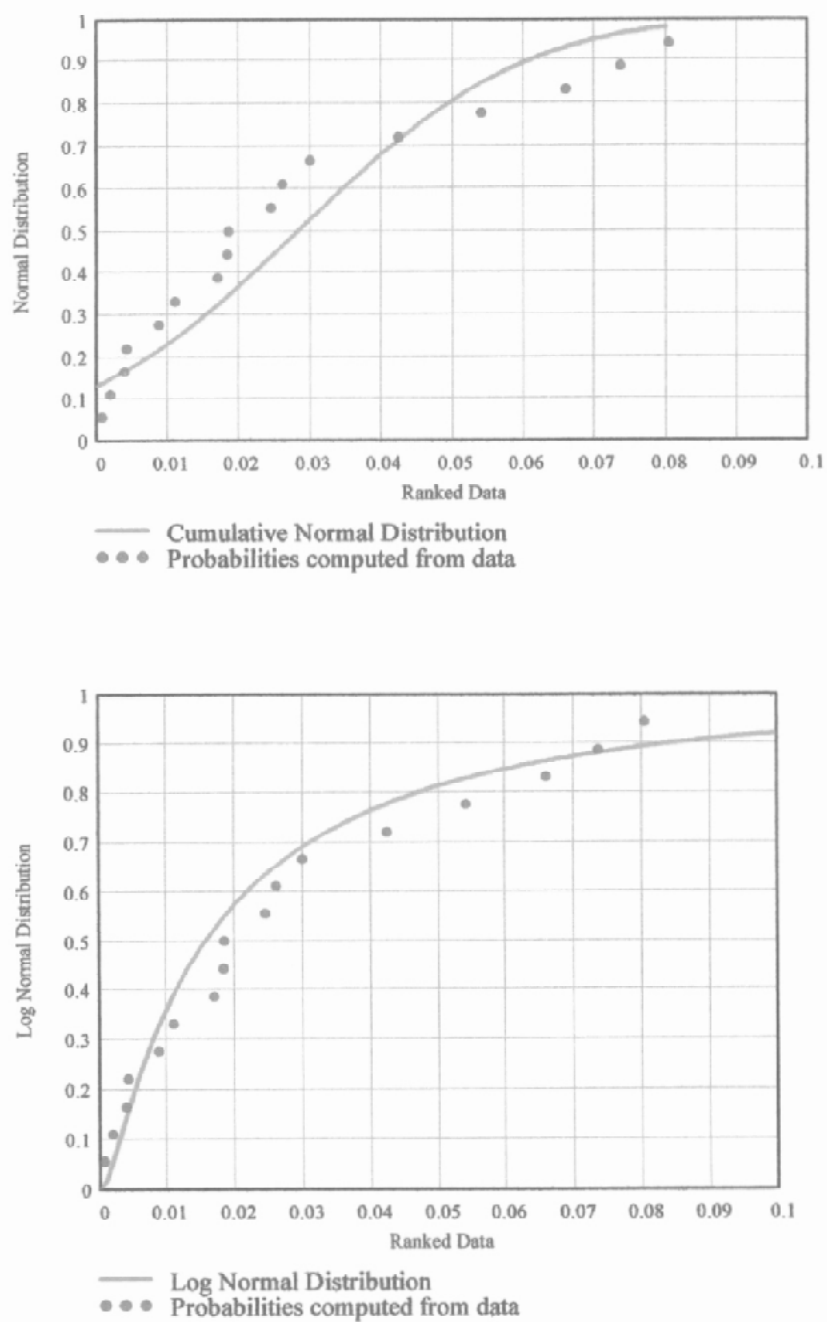 1
0.9
0.8
0.7
0.6
0.5
0.4
0.3
0.2
0.1
0
Normal Distribution
0 0.01 0.02 0.03 0.04 0.05 0.06 0.07 0.08 0.09 0.1
Ranked Data
Cumulative Normal Distribution
Probabilities computed from data
1
0.9
0.8
0.7
0.6
0.5
0.4
0.3
0.2
0.1
0
Log Normal Distribution
0 0.01 0.02 0.03 0.04 0.05 0.06 0.07 0.08 0.09 0.1
Ranked Data
Log Normal Distribution
Probabilities computed from data